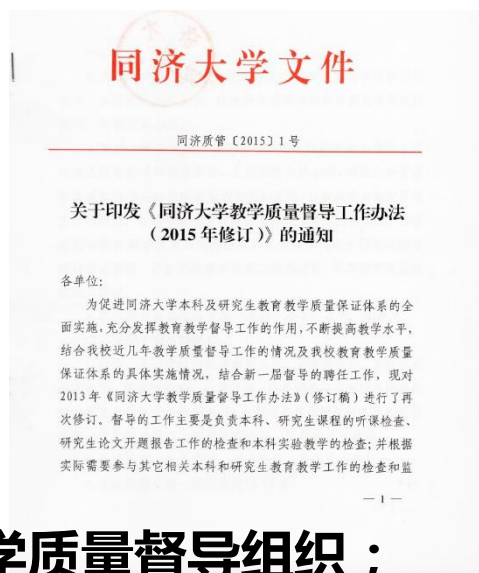 同济大学文件
同济质管〔2015〕1号
关于印发《同济大学教学质量督导工作办法
（2015年修订）》的通知
各单位:
为促进同济大学本科及研究生教育教学质量保证体系的全
面实施,充分发挥教育教学督导工作的作用,不断提高教学水平,
结合我校近几年教学质量督导工作的情况及我校教育教学质量
保证体系的具体实施情况，结合新一届督导的聘任工作，现对
2013年《同济大学教学质量督导工作办法》(修订稿)进行了再
次修订。督导的工作主要是负责本科、研究生课程的听课检查、
研究生论文开题报告工作的检查和本科实验教学的检查;并根据
实际需要参与其它相关本科和研究生教育教学工作的检查和监
— 1 —
学质量督导组织；